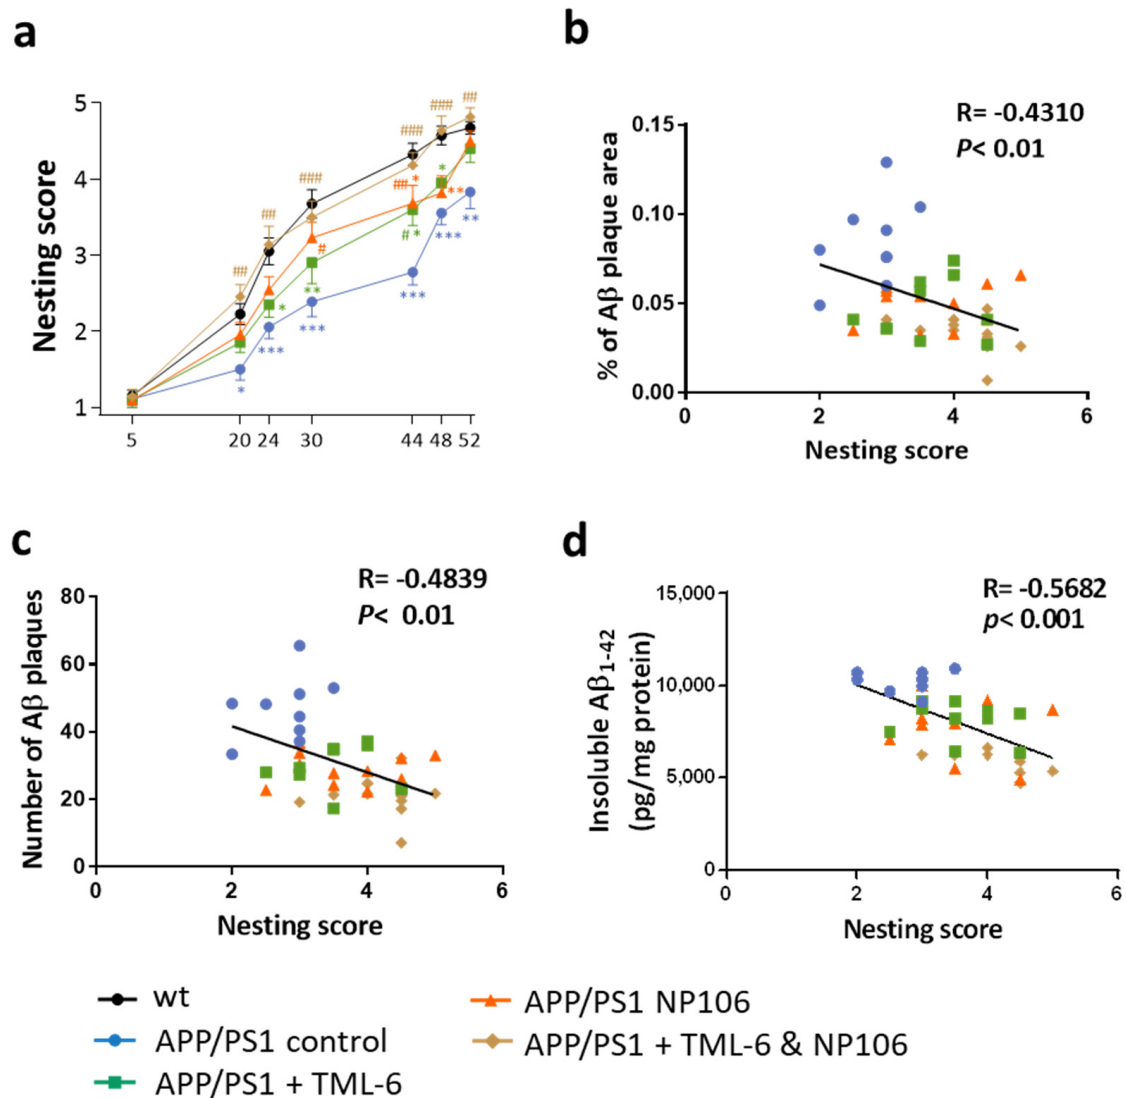 a
5
4
3
2
1
Nesting score
5 20 24 30 44 48 52
## ## ### ### ### ##
* *** *** *** *** **
* ** # # * ## * * **
b
R= -0.4310
P< 0.01
0.15
0.10
0.05
0.00
% of Aβ plaque area
0 2 4 6
Nesting score
c
R= -0.4839
P< 0.01
80
60
40
20
0
Number of Aβ plaques
0 2 4 6
Nesting score
d
R= -0.5682
p< 0.001
15,000
10,000
5,000
0
Insoluble Aβ1-42
(pg/mg protein)
0 2 4 6
Nesting score
wt
APP/PS1 control
APP/PS1 + TML-6
APP/PS1 NP106
APP/PS1 + TML-6 & NP106